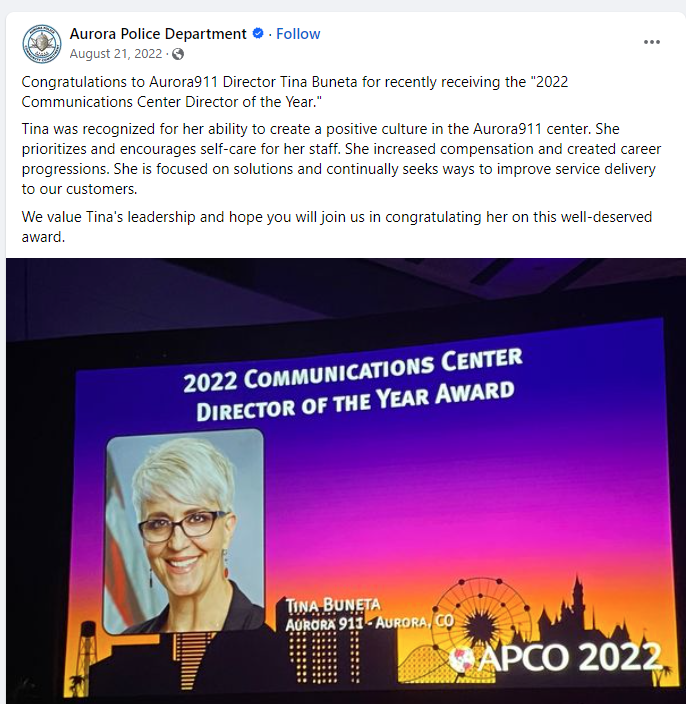 Aurora Police Department · Follow
August 21, 2022 ·
Congratulations to Aurora911 Director Tina Buneta for recently receiving the "2022
Communications Center Director of the Year."
Tina was recognized for her ability to create a positive culture in the Aurora911 center. She
prioritizes and encourages self-care for her staff. She increased compensation and created career
progressions. She is focused on solutions and continually seeks ways to improve service delivery
to our customers.
We value Tina's leadership and hope you will join us in congratulating her on this well-deserved
award.
2022 Communications Center
Director of the Year Award
Tina Buneta
Aurora 911 - Aurora, CO
APCO 2022